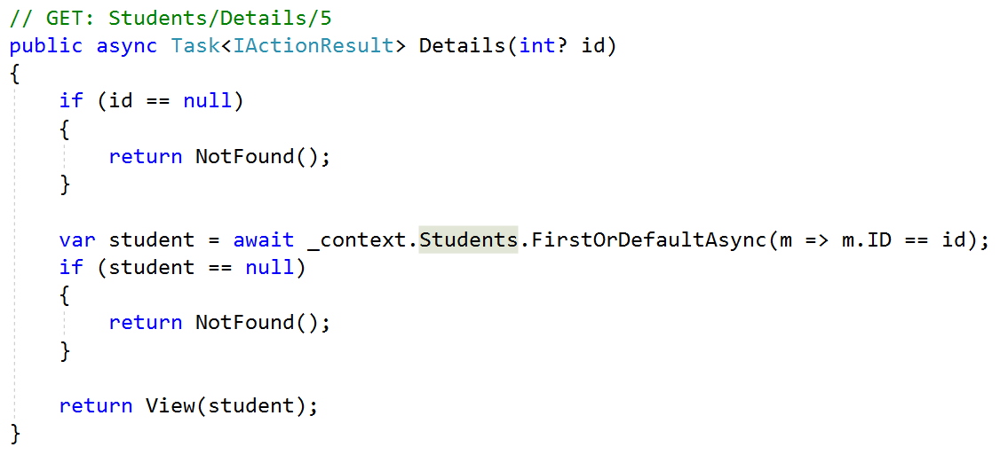 // GET: Students/Details/5
public async Task<IActionResult> Details(int? id)
{
    if (id == null)
    {
        return NotFound();
    }

    var student = await _context.Students.FirstOrDefaultAsync(m => m.ID == id);
    if (student == null)
    {
        return NotFound();
    }

    return View(student);
}